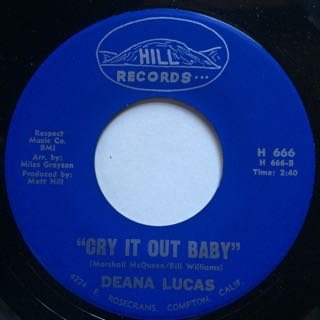 HILL
RECORDS...
Respect
Music Co.
BMI
Arr. by:
Miles Grayson
Produced by:
Matt Hill
H 666
H 666-B
Time: 2:40
"CRY IT OUT BABY"
(Marshall McQueen/Bill Williams)
DEANA LUCAS
4224 E. ROSECRANS, COMPTON, CALIF.